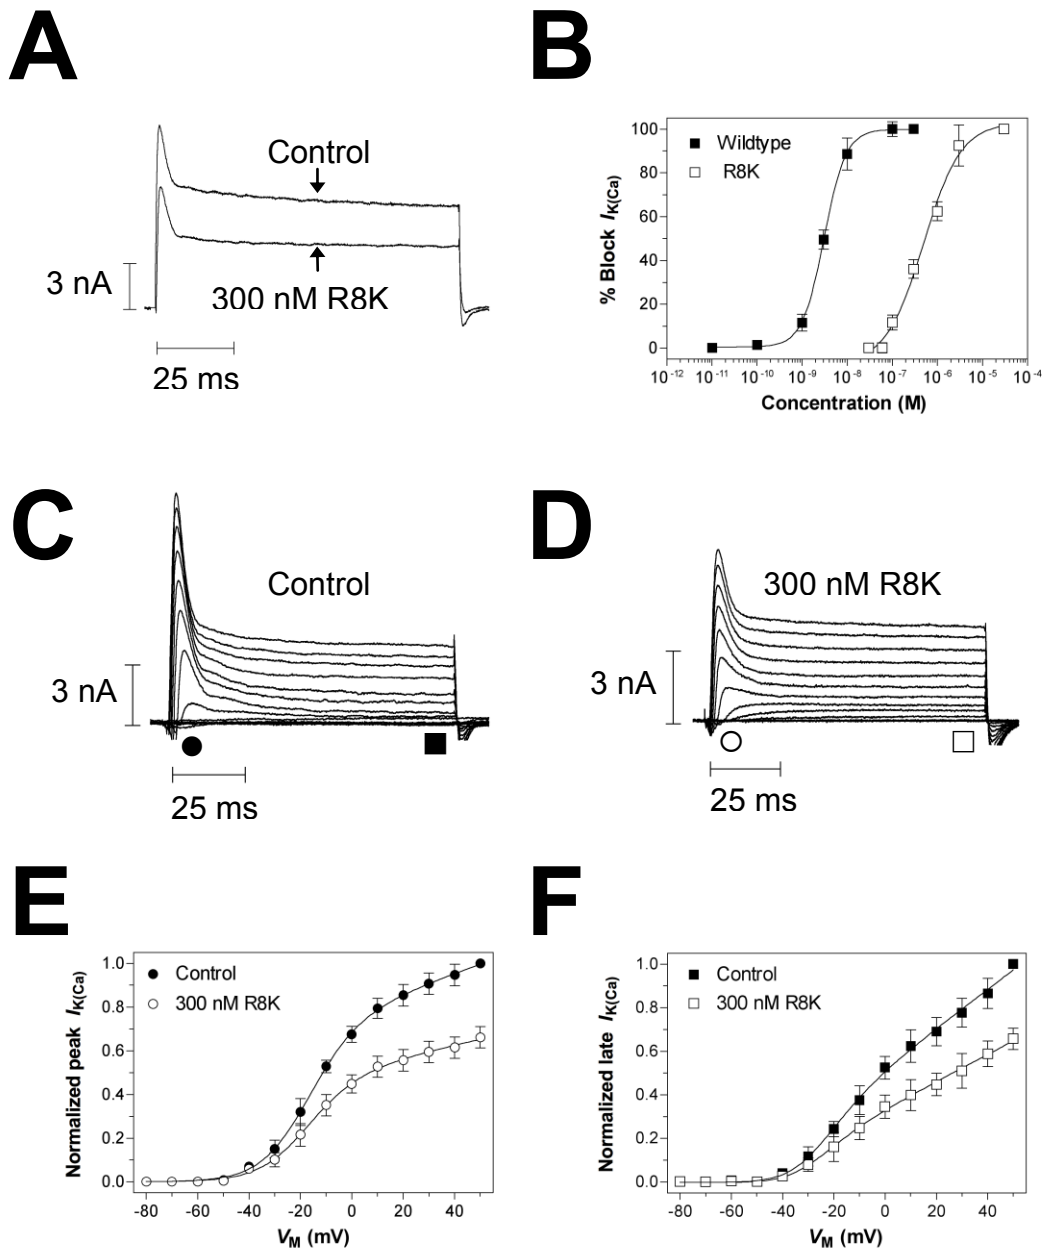 A
Control
3 nA
300 nM R8K
25 ms
B
% Block IK(Ca)
100
80
60
40
20
0
Wildtype
R8K
10-12 10-11 10-10 10-9 10-8 10-7 10-6 10-5 10-4
Concentration (M)
C
Control
3 nA
25 ms
D
300 nM R8K
3 nA
25 ms
E
Normalized peak IK(Ca)
1.0
0.8
0.6
0.4
0.2
0.0
Control
300 nM R8K
-80 -60 -40 -20 0 20 40
VM (mV)
F
Normalized late IK(Ca)
1.0
0.8
0.6
0.4
0.2
0.0
Control
300 nM R8K
-80 -60 -40 -20 0 20 40
VM (mV)